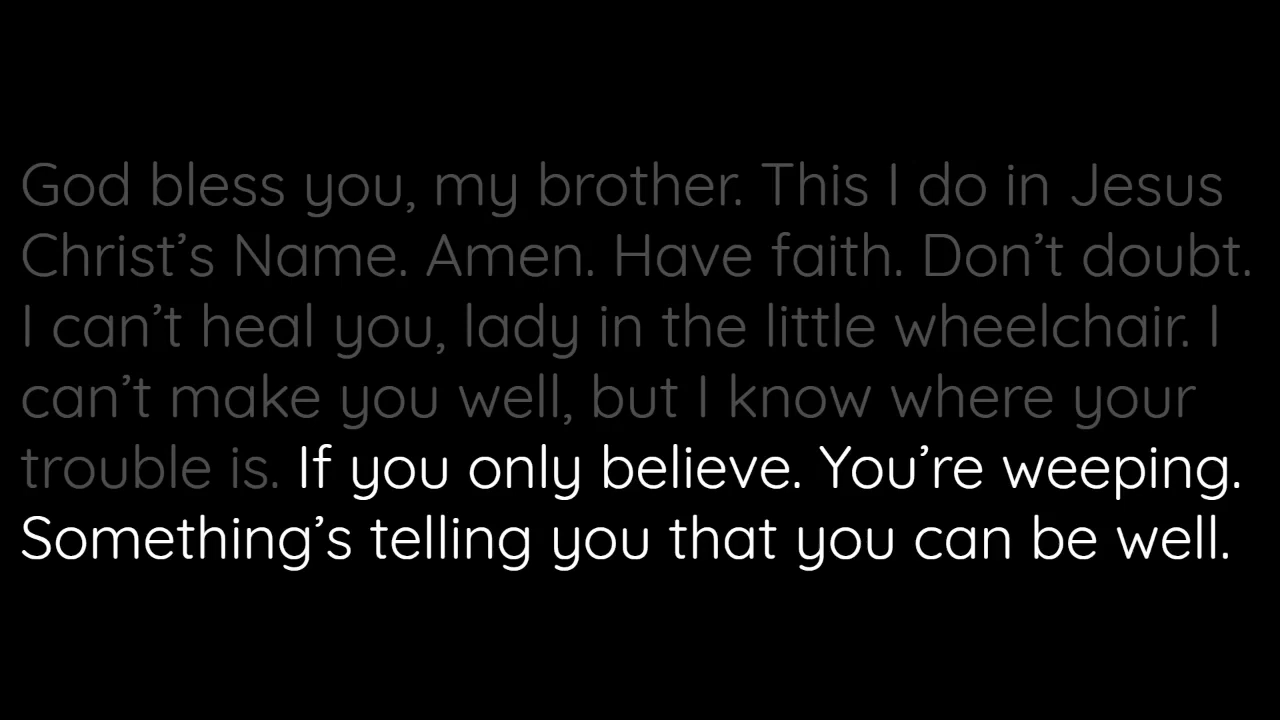 God bless you, my brother. This I do in Jesus
Christ’s Name. Amen. Have faith. Don’t doubt.
I can’t heal you, lady in the little wheelchair. I
can’t make you well, but I know where your
trouble is. If you only believe. You’re weeping.
Something’s telling you that you can be well.